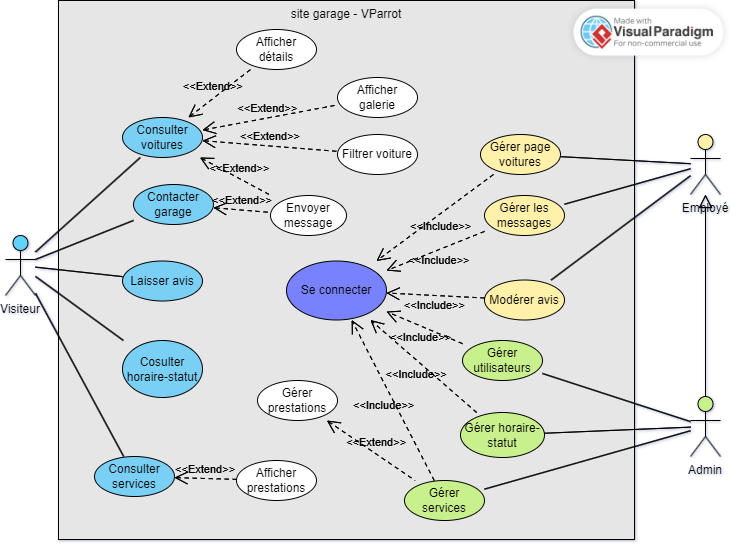 site garage - VParrot
Made with
VisualParadigm
For non-commercial use
Afficher
détails
<<Extend>>
Afficher
galerie
<<Extend>>
Consulter
voitures
<<Extend>>
Filtrer voiture
Gérer page
voitures
<<Extend>>
Contacter
garage
<<Extend>>
Envoyer
message
Gérer les
messages
Employé
<<Include>>
<<Include>>
Visiteur
Laisser avis
Se connecter
Modérer avis
<<Include>>
<<Include>>
Cosulter
horaire-statut
Gérer
utilisateurs
<<Include>>
Gérer
prestations
<<Include>>
Gérer horaire-
statut
<<Extend>>
Consulter
services
<<Extend>>
Afficher
prestations
Gérer
services
Admin